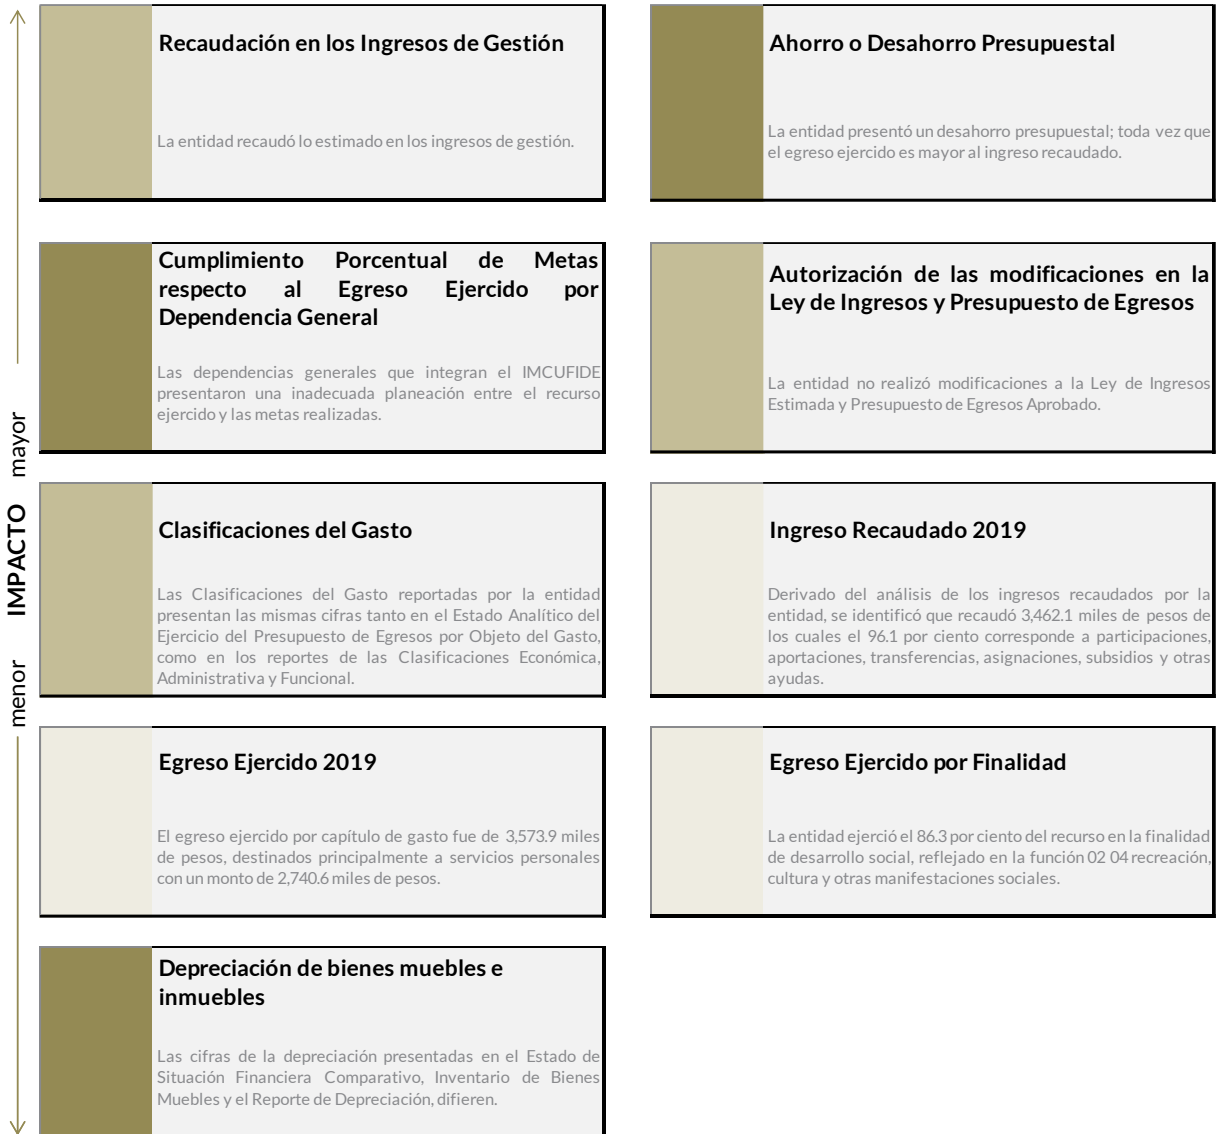 Recaudación en los Ingresos de Gestión
La entidad recaudó lo estimado en los ingresos de gestión.
Ahorro o Desahorro Presupuestal
La entidad presentó un desahorro presupuestal; toda vez que
el egreso ejercido es mayor al ingreso recaudado.
Cumplimiento Porcentual de Metas
respecto al Egreso Ejercido por
Dependencia General
Las dependencias generales que integran el IMCUFIDE
presentaron una inadecuada planeación entre el recurso
ejercido y las metas realizadas.
Autorización de las modificaciones en la
Ley de Ingresos y Presupuesto de Egresos
La entidad no realizó modificaciones a la Ley de Ingresos
Estimada y Presupuesto de Egresos Aprobado.
menor IMPACTO mayor
Clasificaciones del Gasto
Las Clasificaciones del Gasto reportadas por la entidad
presentan las mismas cifras tanto en el Estado Analítico del
Ejercicio del Presupuesto de Egresos por Objeto del Gasto,
como en los reportes de las Clasificaciones Económica,
Administrativa y Funcional.
Ingreso Recaudado 2019
Derivado del análisis de los ingresos recaudados por la
entidad, se identificó que recaudó 3,462.1 miles de pesos de
los cuales el 96.1 por ciento corresponde a participaciones,
aportaciones, transferencias, asignaciones, subsidios y otras
ayudas.
Egreso Ejercido 2019
El egreso ejercido por capítulo de gasto fue de 3,573.9 miles
de pesos, destinados principalmente a servicios personales
con un monto de 2,740.6 miles de pesos.
Egreso Ejercido por Finalidad
La entidad ejerció el 86.3 por ciento del recurso en la finalidad
de desarrollo social, reflejado en la función 02 04 recreación,
cultura y otras manifestaciones sociales.
Depreciación de bienes muebles e
inmuebles
Las cifras de la depreciación presentadas en el Estado de
Situación Financiera Comparativo, Inventario de Bienes
Muebles y el Reporte de Depreciación, difieren.